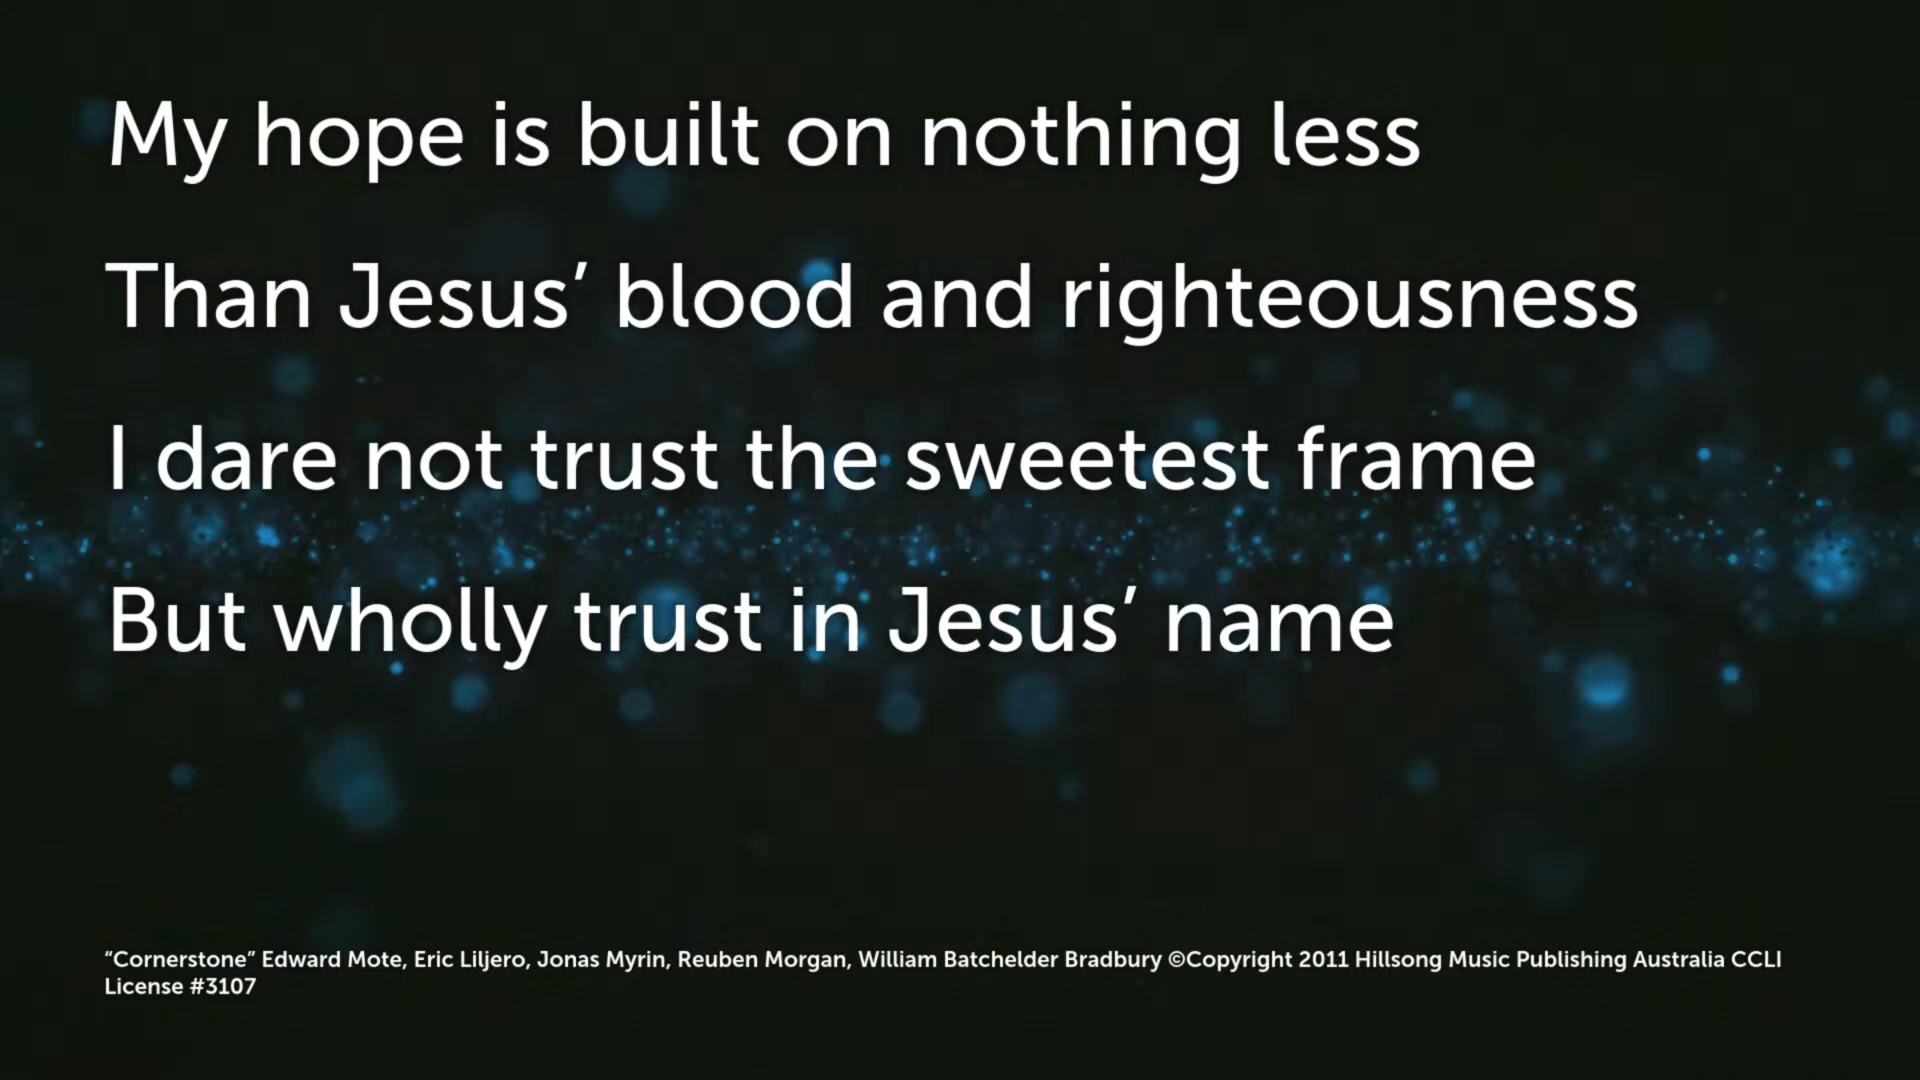 My hope is built on nothing less
Than Jesus’ blood and righteousness
I dare not trust the sweetest frame
But wholly trust in Jesus’ name
“Cornerstone” Edward Mote, Eric Liljero, Jonas Myrin, Reuben Morgan, William Batchelder Bradbury ©Copyright 2011 Hillsong Music Publishing Australia CCLI
License #3107